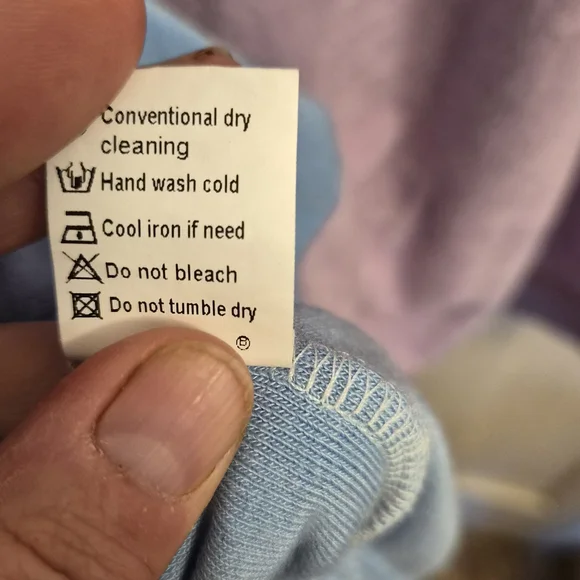 Conventional dry
cleaning
Hand wash cold
Cool iron if need
Do not bleach
Do not tumble dry